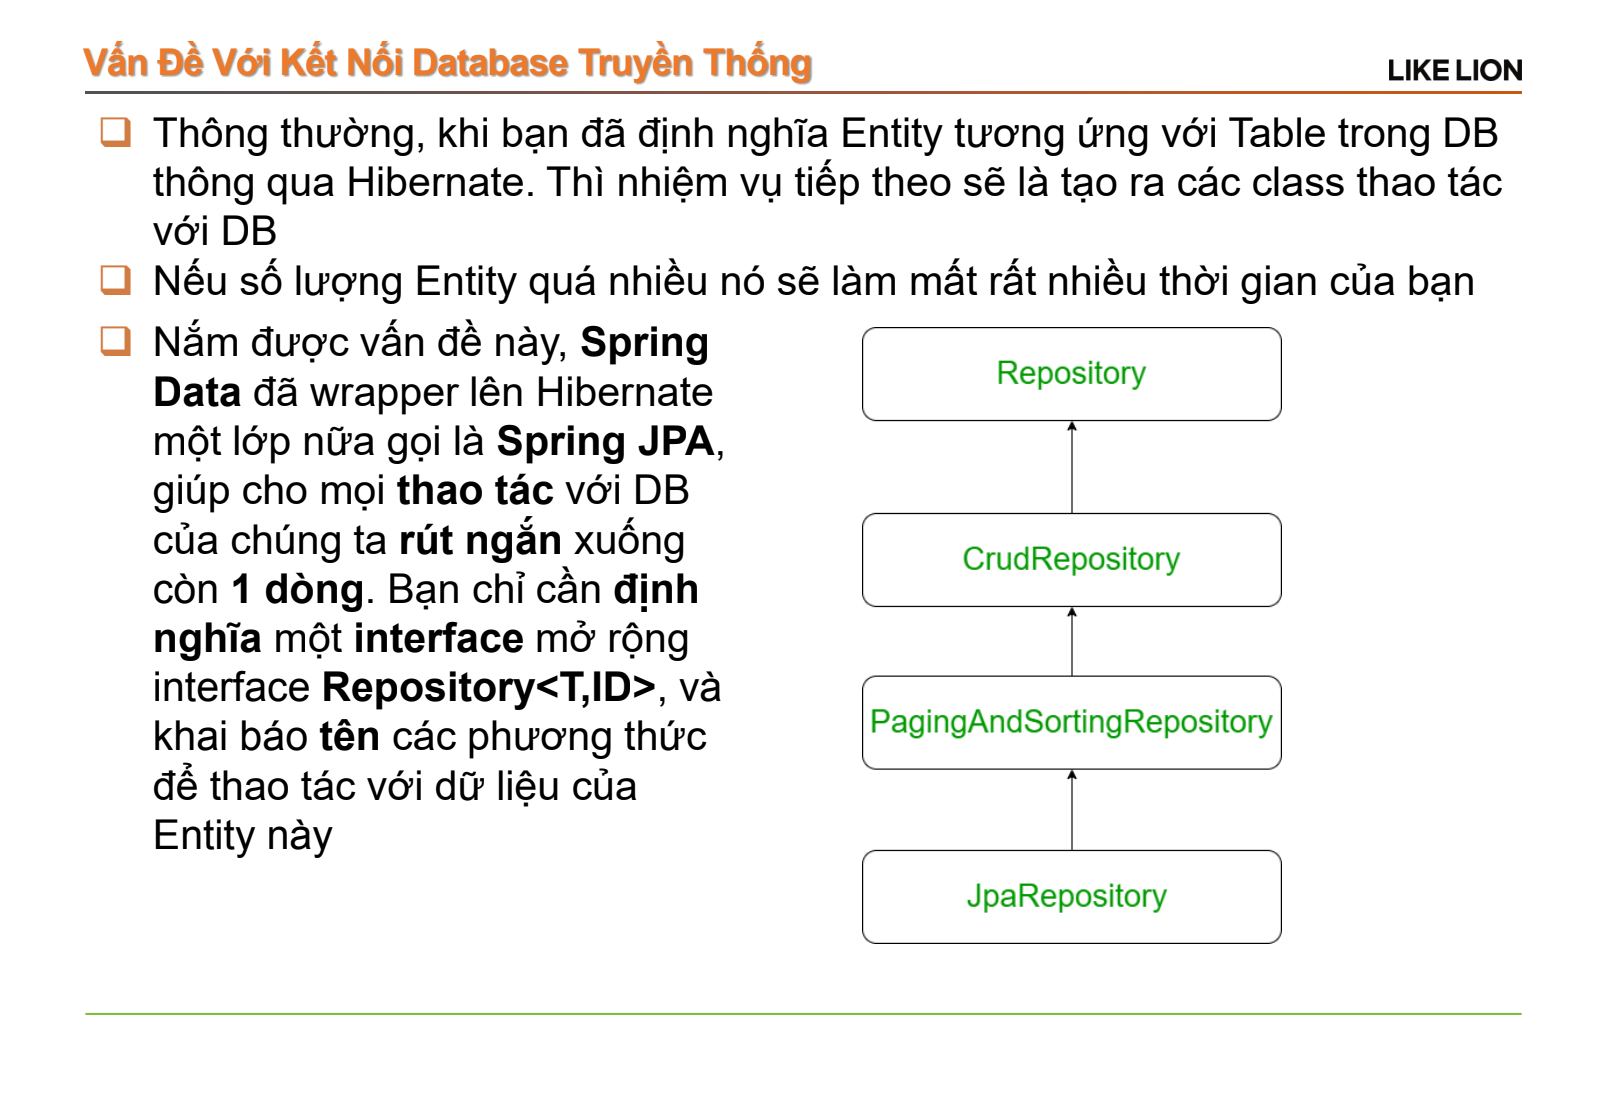 Vấn Đề Với Kết Nối Database Truyền Thống
LIKE LION
Thông thường, khi bạn đã định nghĩa Entity tương ứng với Table trong DB
thông qua Hibernate. Thì nhiệm vụ tiếp theo sẽ là tạo ra các class thao tác
với DB
Nếu số lượng Entity quá nhiều nó sẽ làm mất rất nhiều thời gian của bạn
Nắm được vấn đề này, Spring
Data đã wrapper lên Hibernate
một lớp nữa gọi là Spring JPA,
giúp cho mọi thao tác với DB
của chúng ta rút ngắn xuống
còn 1 dòng. Bạn chỉ cần định
nghĩa một interface mở rộng
interface Repository<T,ID>, và
khai báo tên các phương thức
để thao tác với dữ liệu của
Entity này
Repository
CrudRepository
PagingAndSortingRepository
JpaRepository